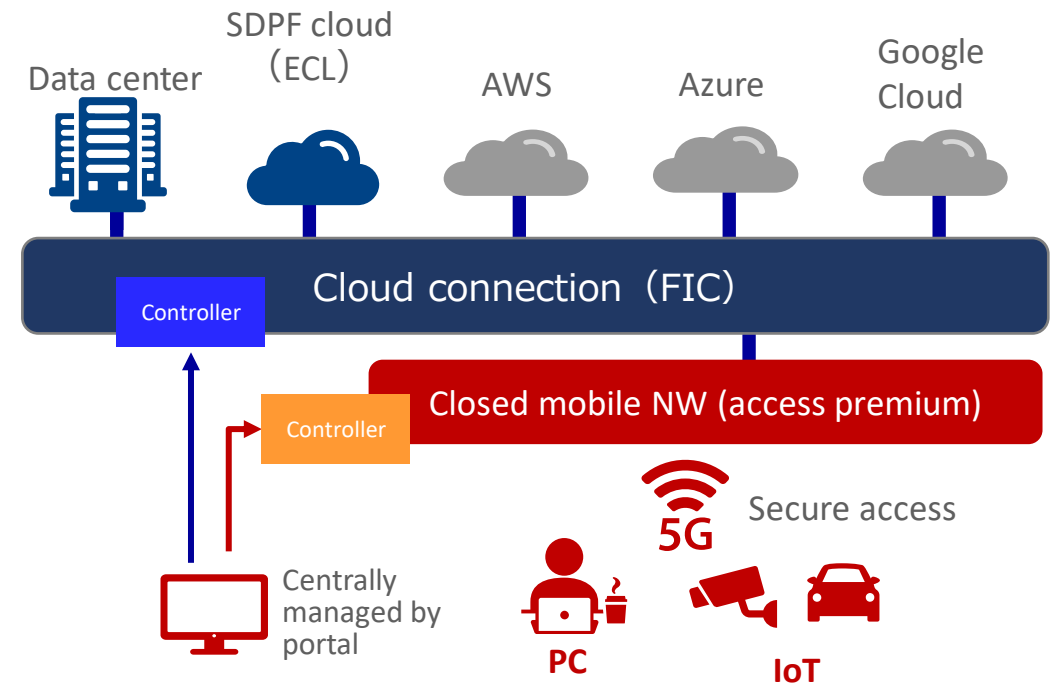 Data center
SDPF cloud
（ECL）
AWS
Azure
Google
Cloud
Cloud connection（FIC）
Controller
Closed mobile NW (access premium)
Controller
5G
Secure access
Centrally
managed by
portal
PC
IoT